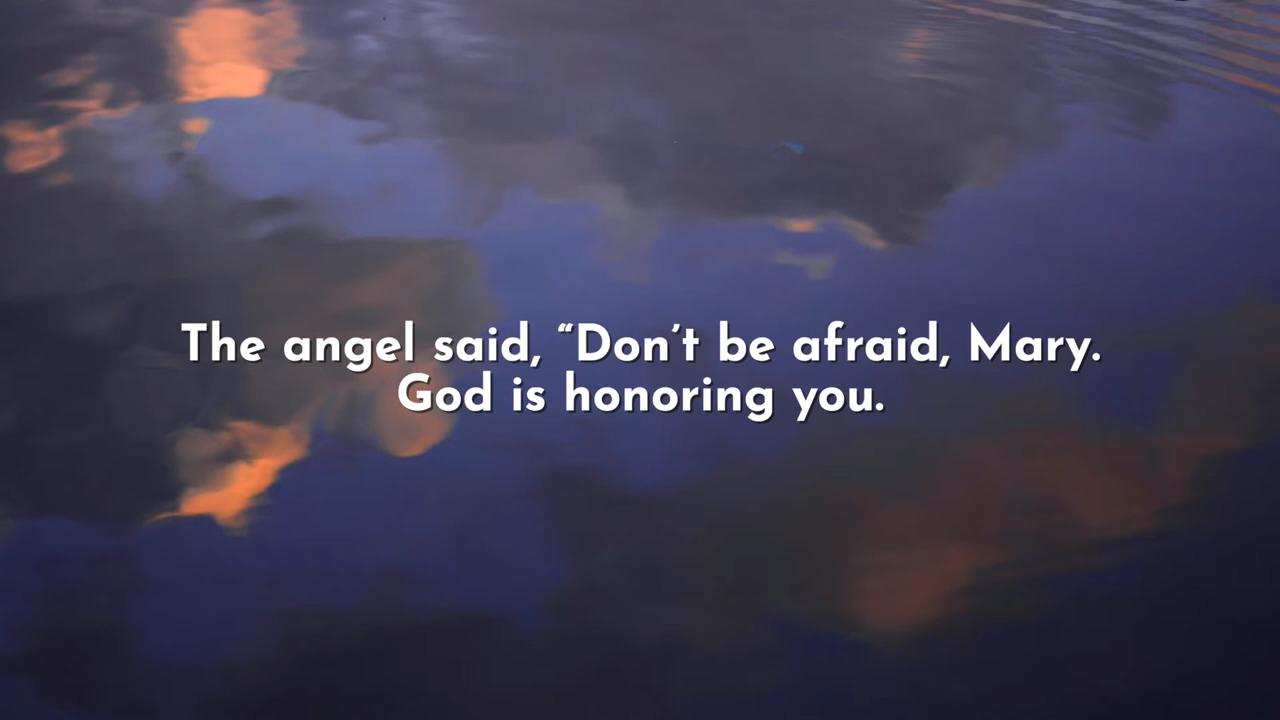 The angel said, “Don’t be afraid, Mary.
God is honoring you.